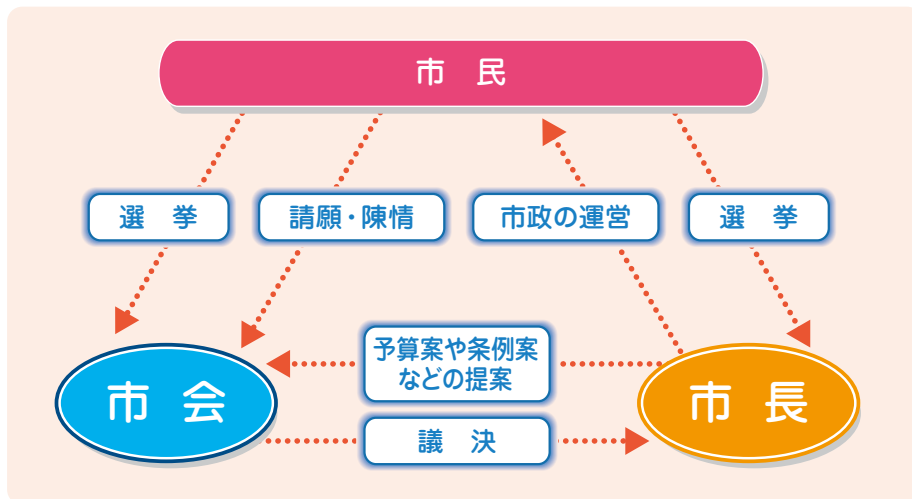 市 民
選 挙
請願・陳情
市政の運営
選 挙
予算案や条例案
などの提案
市 会
市 長
議 決